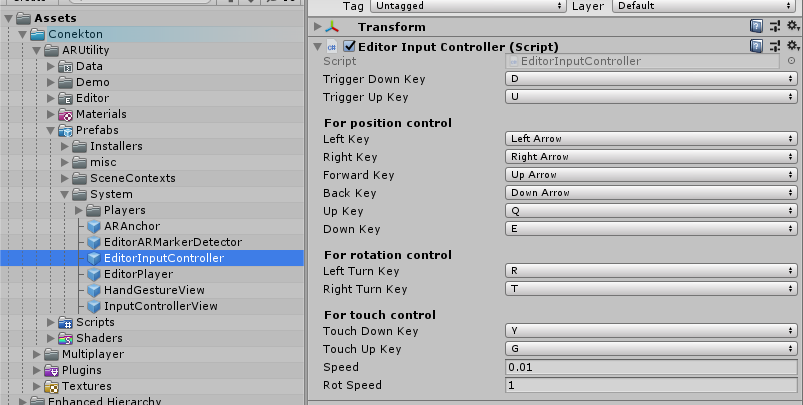 Assets
Conekton
ARUtility
Data
Demo
Editor
Materials
Prefabs
Installers
misc
SceneContexts
System
Players
ARAnchor
EditorARMarkerDetector
EditorInputController
EditorPlayer
HandGestureView
InputControllerView
Scripts
Shaders
Multiplayer
Plugins
Textures
Enhanced Hierarchy
Tag Untagged Layer Default
Transform
Editor Input Controller (Script)
Script EditorInputController
Trigger Down Key D
Trigger Up Key U
For position control
Left Key Left Arrow
Right Key Right Arrow
Forward Key Up Arrow
Back Key Down Arrow
Up Key Q
Down Key E
For rotation control
Left Turn Key R
Right Turn Key T
For touch control
Touch Down Key Y
Touch Up Key G
Speed 0.01
Rot Speed 1